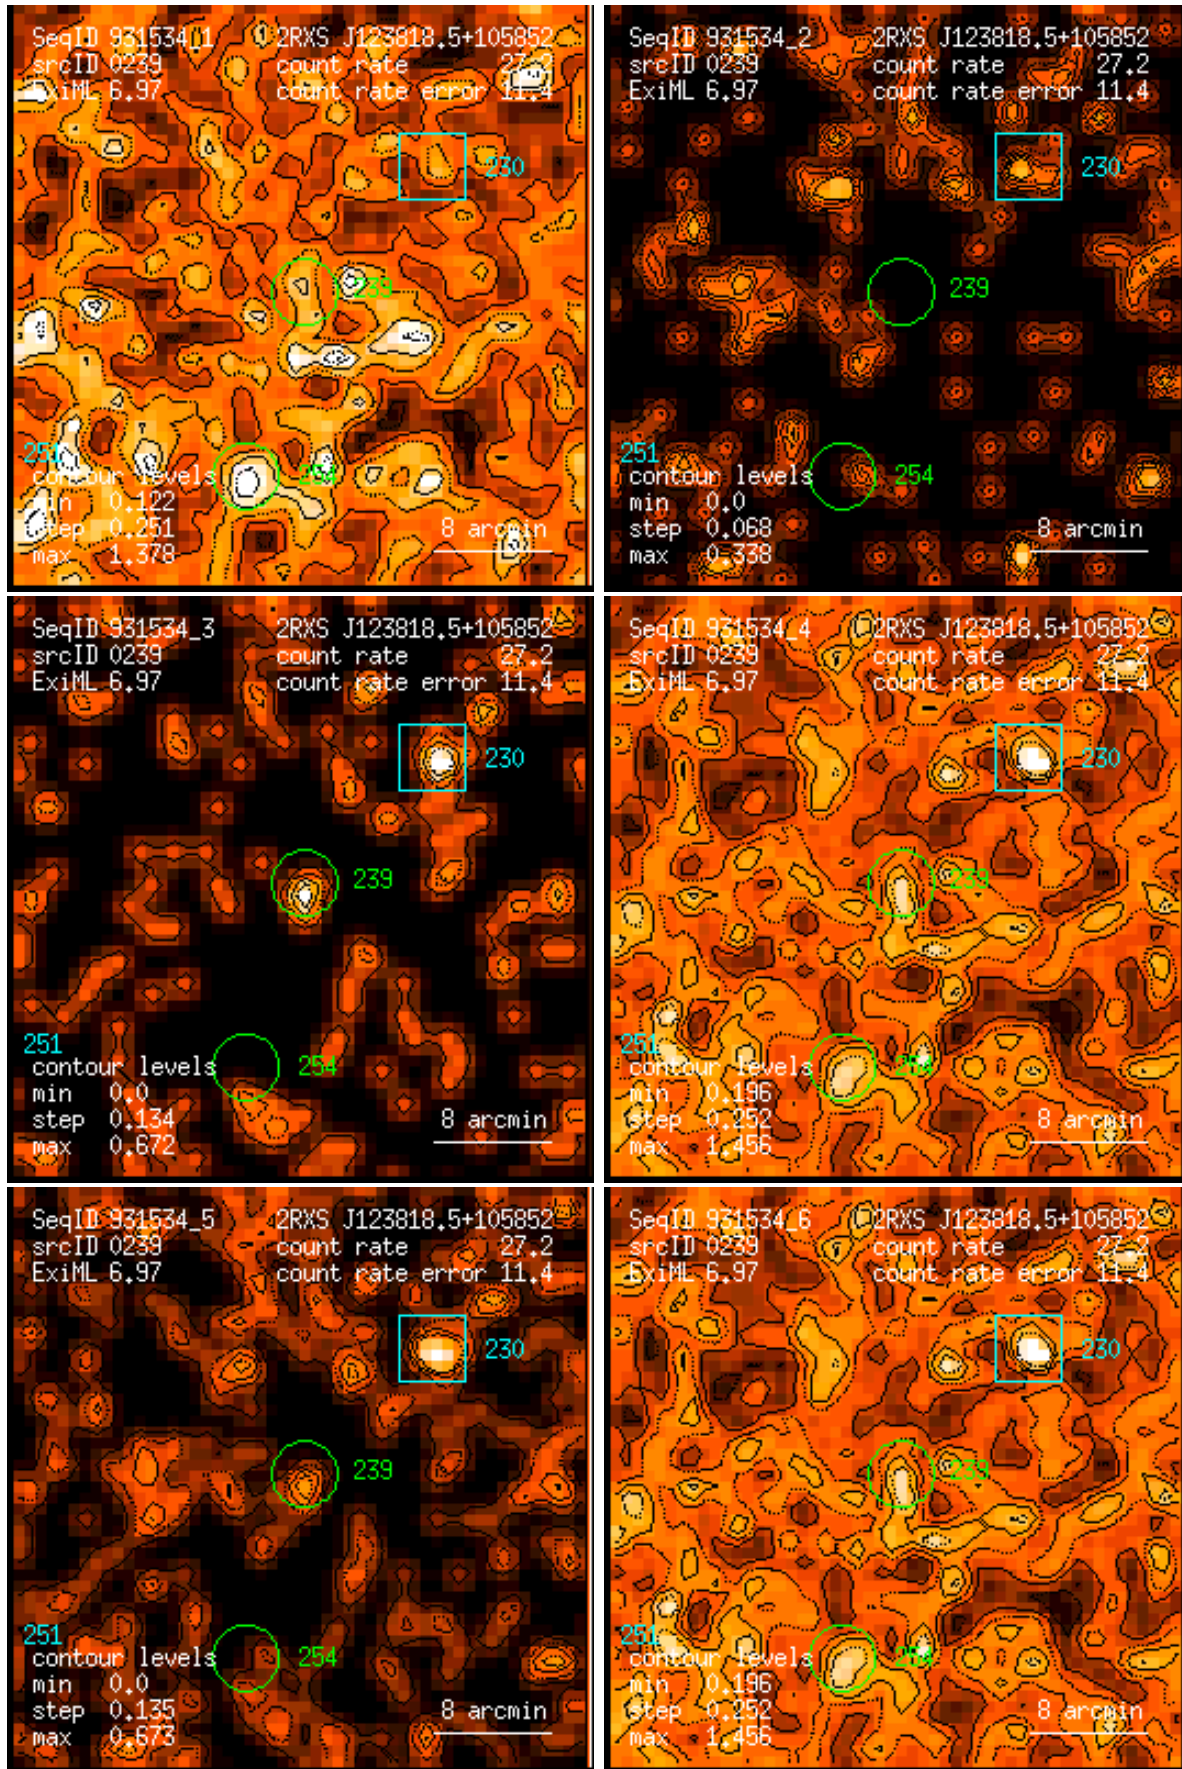 SeqID 931534_1 2RXS J123818.5+105852
srcID 0239 count rate 27.2
ExiML 6.97 count rate error 11.4
230
239
251
254
contour levels
min 0.122
step 0.251
max 1.378
8 arcmin
SeqID 931534_2 2RXS J123818.5+105852
srcID 0239 count rate 27.2
ExiML 6.97 count rate error 11.4
230
239
251
254
contour levels
min 0.0
step 0.068
max 0.338
8 arcmin
SeqID 931534_3 2RXS J123818.5+105852
srcID 0239 count rate 27.2
ExiML 6.97 count rate error 11.4
230
239
251
254
contour levels
min 0.0
step 0.134
max 0.672
8 arcmin
SeqID 931534_4 2RXS J123818.5+105852
srcID 0239 count rate 27.2
ExiML 6.97 count rate error 11.4
230
239
251
254
contour levels
min 0.196
step 0.252
max 1.456
8 arcmin
SeqID 931534_5 2RXS J123818.5+105852
srcID 0239 count rate 27.2
ExiML 6.97 count rate error 11.4
230
239
251
254
contour levels
min 0.0
step 0.135
max 0.673
8 arcmin
SeqID 931534_6 2RXS J123818.5+105852
srcID 0239 count rate 27.2
ExiML 6.97 count rate error 11.4
230
239
251
254
contour levels
min 0.196
step 0.252
max 1.456
8 arcmin